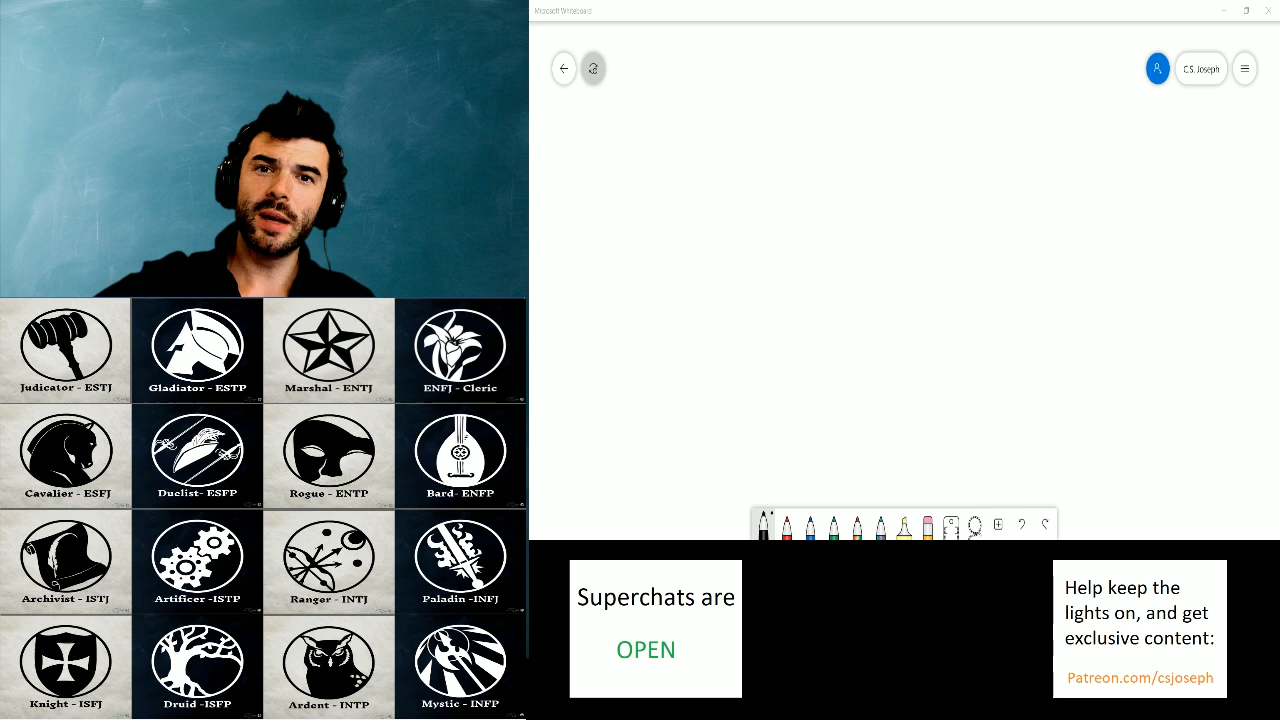 Microsoft Whiteboard
C.S. Joseph
Judicator - ESTJ
Gladiator - ESTP
Marshal - ENTJ
ENFJ - Cleric
Cavalier - ESFJ
Duelist- ESFP
Rogue - ENTP
Bard- ENFP
Archivist - ISTJ
Artificer -ISTP
Ranger - INTJ
Paladin -INFJ
Knight - ISFJ
Druid -ISFP
Ardent - INTP
Mystic - INFP
Superchats are
OPEN
Help keep the
lights on, and get
exclusive content:
Patreon.com/csjoseph